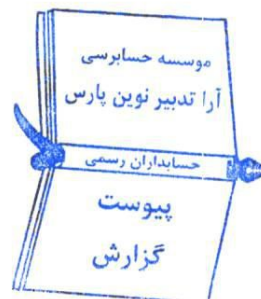 موسسه حسابرسی
آرا تدبیر نوین پارس
حسابداران رسمی
پیوست
گزارش